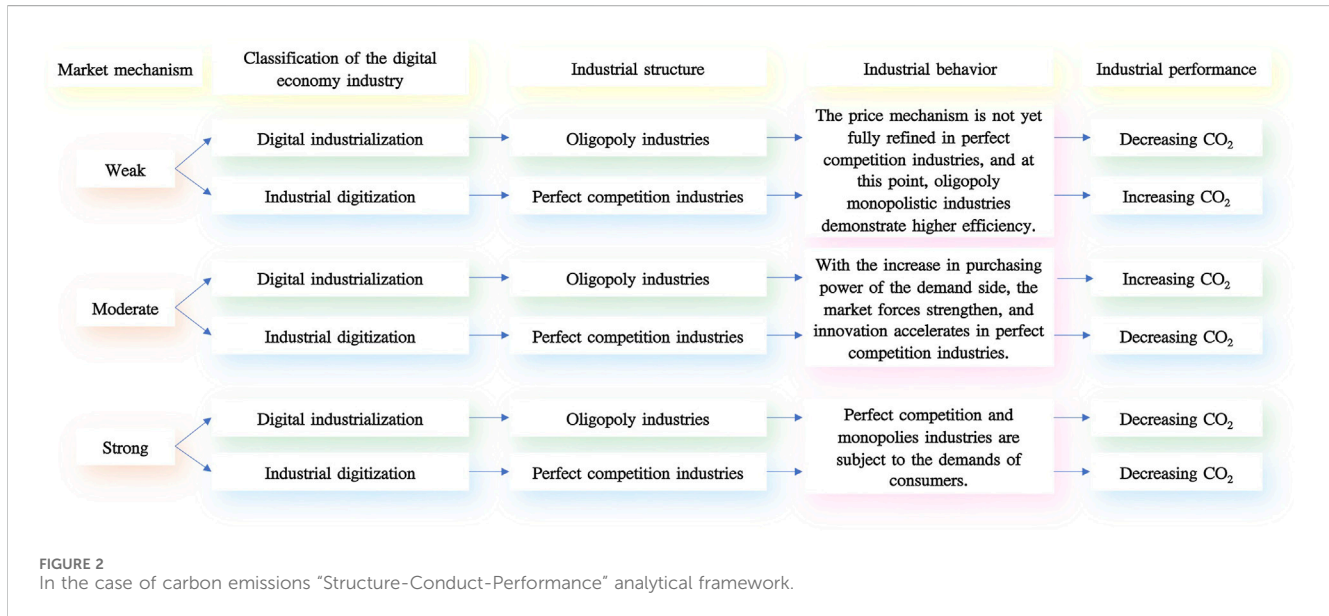 Market mechanism
Classification of the digital
economy industry
Industrial structure
Industrial behavior
Industrial performance
Weak
Digital industrialization
Oligopoly industries
Industrial digitization
Perfect competition industries
The price mechanism is not yet
fully refined in perfect
competition industries, and at
this point, oligopoly
monopolistic industries
demonstrate higher efficiency.
Decreasing CO₂
Increasing CO₂
Moderate
Digital industrialization
Oligopoly industries
Industrial digitization
Perfect competition industries
With the increase in purchasing
power of the demand side, the
market forces strengthen, and
innovation accelerates in perfect
competition industries.
Increasing CO₂
Decreasing CO₂
Strong
Digital industrialization
Oligopoly industries
Industrial digitization
Perfect competition industries
Perfect competition and
monopolies industries are
subject to the demands of
consumers.
Decreasing CO₂
Decreasing CO₂
FIGURE 2
In the case of carbon emissions “Structure-Conduct-Performance” analytical framework.